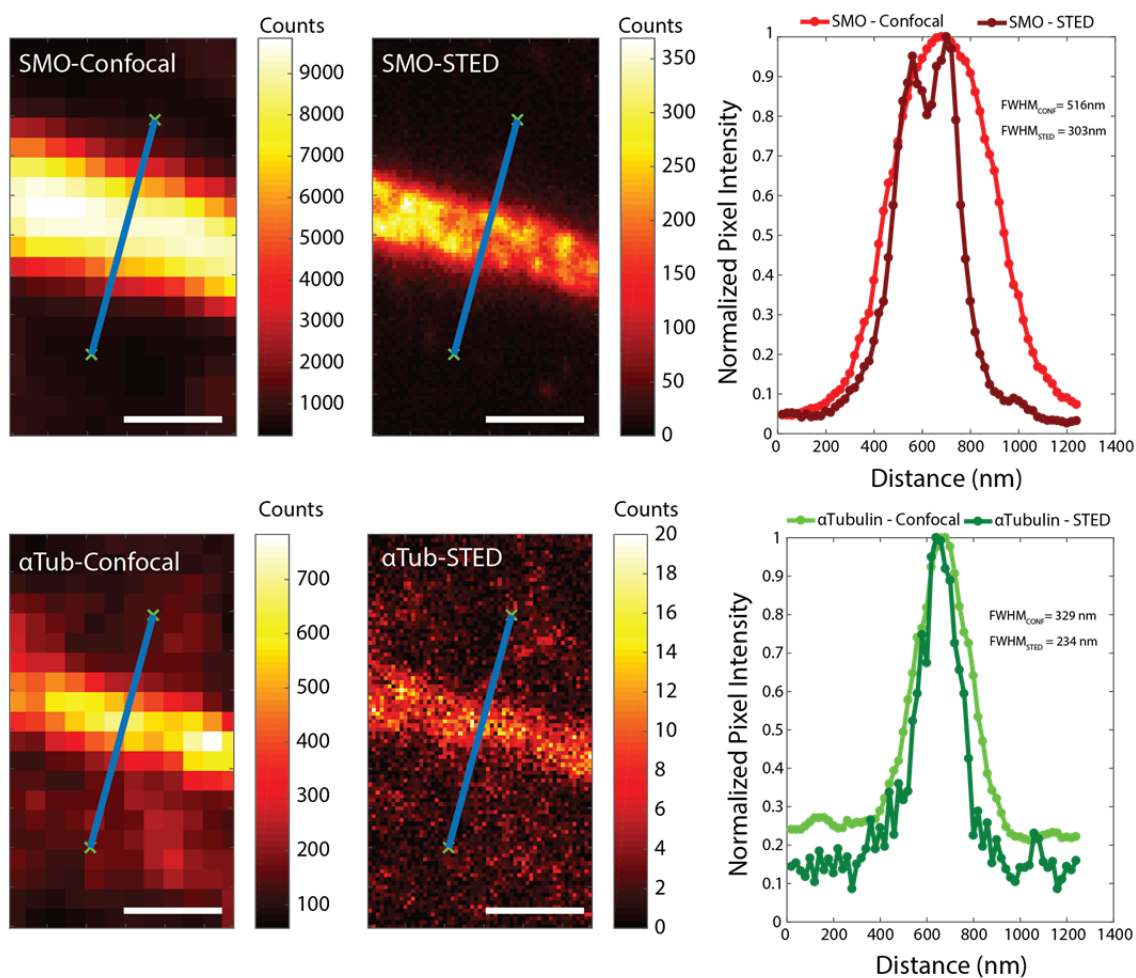 Counts
SMO-Confocal
9000
8000
7000
6000
5000
4000
3000
2000
1000
Counts
SMO-STED
350
300
250
200
150
100
50
0
SMO - Confocal SMO - STED
Normalized Pixel Intensity
1
0.9
0.8
0.7
0.6
0.5
0.4
0.3
0.2
0.1
0
FWHMCONF= 516nm
FWHMSTED = 303nm
0 200 400 600 800 1000 1200 1400
Distance (nm)
Counts
αTub-Confocal
700
600
500
400
300
200
100
Counts
αTub-STED
20
18
16
14
12
10
8
6
4
2
0
αTubulin - Confocal αTubulin - STED
Normalized Pixel Intensity
1
0.9
0.8
0.7
0.6
0.5
0.4
0.3
0.2
0.1
0
FWHMCONF= 329 nm
FWHMSTED = 234 nm
0 200 400 600 800 1000 1200 1400
Distance (nm)